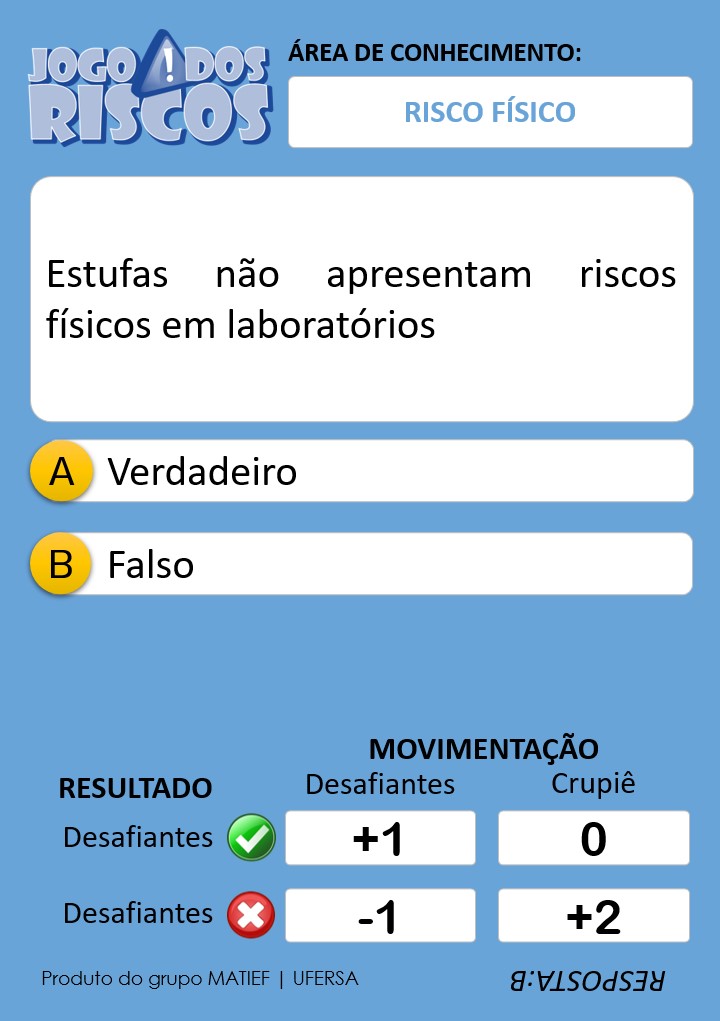 JOGO DOS
RISCOS
ÁREA DE CONHECIMENTO:
RISCO FÍSICO
Estufas não apresentam riscos
físicos em laboratórios
A Verdadeiro
B Falso
MOVIMENTAÇÃO
RESULTADO Desafiantes Crupiê
Desafiantes +1 0
Desafiantes -1 +2
Produto do grupo MATIEF | UFERSA
RESPOSTA:B